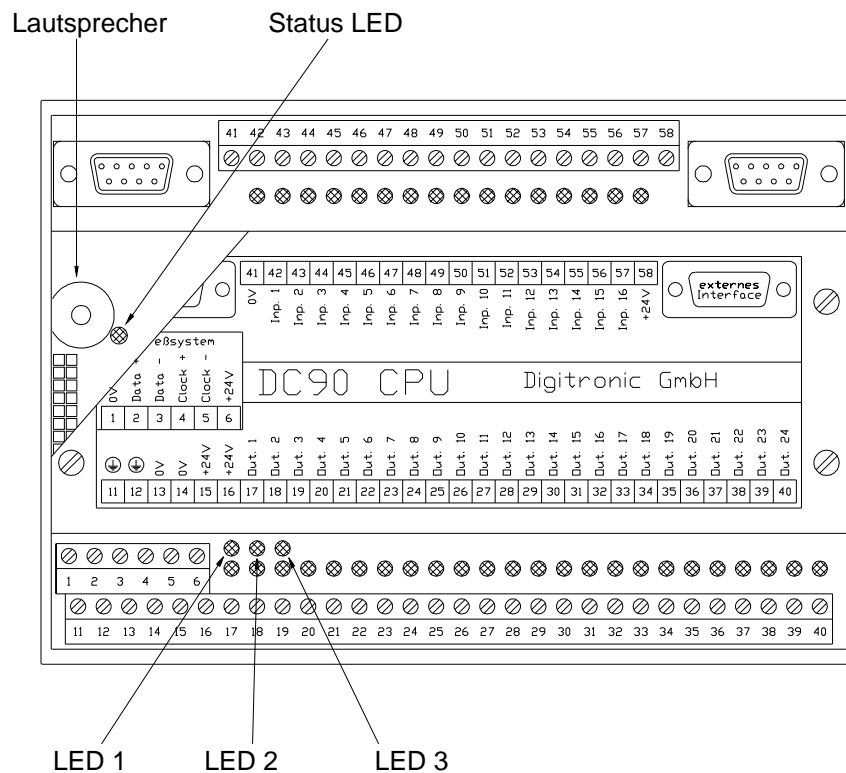 Lautsprecher Status LED
41 42 43 44 45 46 47 48 49 50 51 52 53 54 55 56 57 58
41 42 43 44 45 46 47 48 49 50 51 52 53 54 55 56 57 58
0V Inp. 1 Inp. 2 Inp. 3 Inp. 4 Inp. 5 Inp. 6 Inp. 7 Inp. 8 Inp. 9 Inp. 10 Inp. 11 Inp. 12 Inp. 13 Inp. 14 Inp. 15 Inp. 16 +24V
externes
Interface
eßsystem
0V Data + Data - Clock + Clock - +24V
DC90 CPU Digitronic GmbH
1 2 3 4 5 6
0V 0V +24V +24V Out. 1 Out. 2 Out. 3 Out. 4 Out. 5 Out. 6 Out. 7 Out. 8 Out. 9 Out. 10 Out. 11 Out. 12 Out. 13 Out. 14 Out. 15 Out. 16 Out. 17 Out. 18 Out. 19 Out. 20 Out. 21 Out. 22 Out. 23 Out. 24
11 12 13 14 15 16 17 18 19 20 21 22 23 24 25 26 27 28 29 30 31 32 33 34 35 36 37 38 39 40
1 2 3 4 5 6
11 12 13 14 15 16 17 18 19 20 21 22 23 24 25 26 27 28 29 30 31 32 33 34 35 36 37 38 39 40
LED 1 LED 2 LED 3